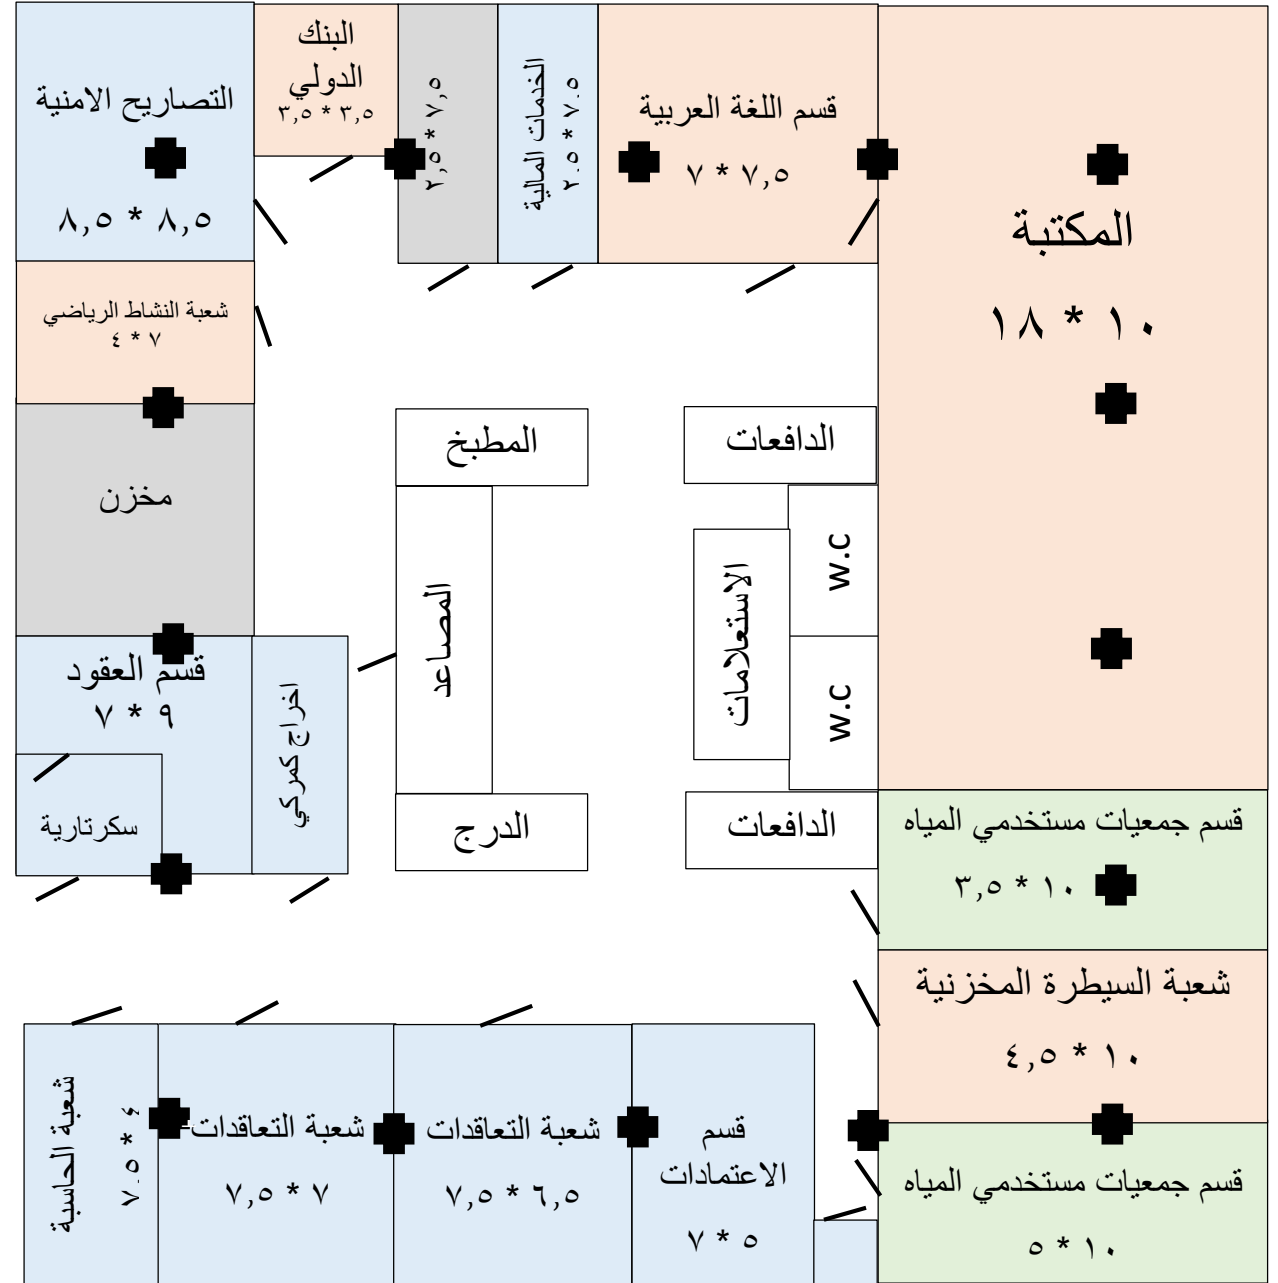 التصاريح الامنية
٨,٥ * ٨,٥
البنك
الدولي
٣,٥ * ٣,٥
٢,٥ * ٧,٥
الخدمات المالية
٢.٥ * ٧.٥
قسم اللغة العربية
٧ * ٧,٥
المكتبة
١٨ * ١٠
شعبة النشاط الرياضي
٤ * ٧
مخزن
المطبخ
الدافعات
المصاعد
الاستعلامات
w.c
w.c
قسم العقود
٧ * ٩
اخراج كمركي
سكرتارية
الدرج
الدافعات
قسم جمعيات مستخدمي المياه
٣,٥ * ١٠
شعبة السيطرة المخزنية
٤,٥ * ١٠
شعبة الحاسبة
٧.٥ * ٤
شعبة التعاقدات
٧,٥ * ٧
شعبة التعاقدات
٧,٥ * ٦,٥
قسم
الاعتمادات
٧ * ٥
قسم جمعيات مستخدمي المياه
٥ * ١٠